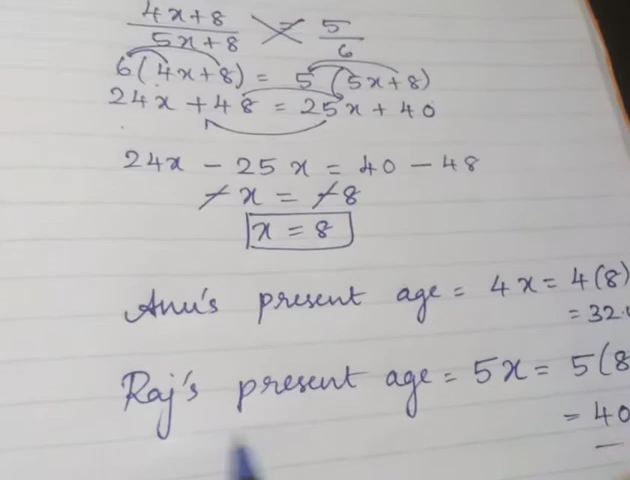 4x+8 / 5x+8 = 5/6
6(4x+8) = 5(5x+8)
24x + 48 = 25x + 40
24x - 25x = 40 - 48
-x = -8
x = 8
Anu's present age = 4x = 4(8)
= 32.
Raj's present age = 5x = 5(8
= 40